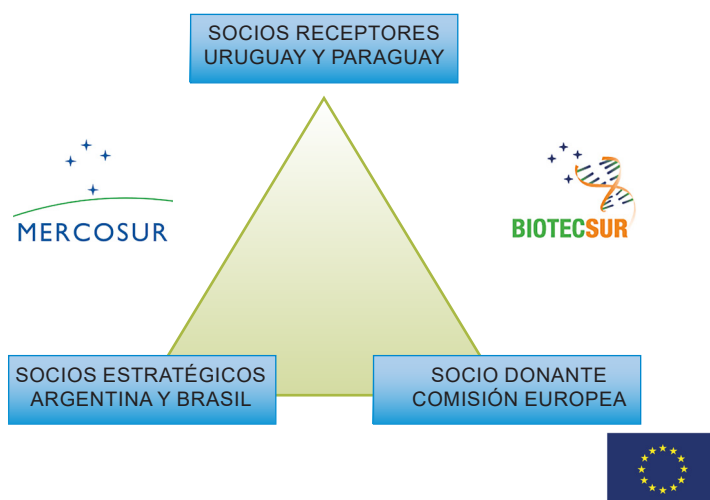 SOCIOS RECEPTORES
URUGUAY Y PARAGUAY
MERCOSUR
BIOTECSUR
SOCIOS ESTRATÉGICOS
ARGENTINA Y BRASIL
SOCIO DONANTE
COMISIÓN EUROPEA